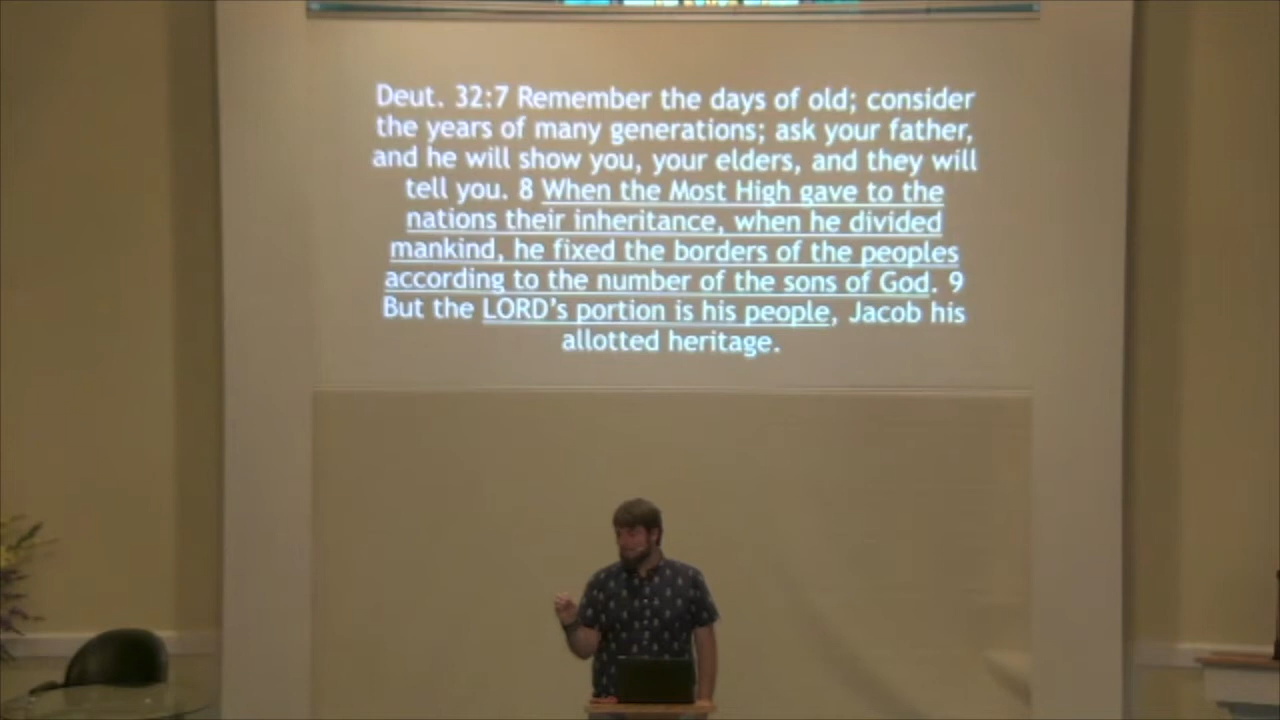 Deut. 32:7 Remember the days of old; consider
the years of many generations; ask your father,
and he will show you, your elders, and they will
tell you. 8 When the Most High gave to the
nations their inheritance, when he divided
mankind, he fixed the borders of the peoples
according to the number of the sons of God. 9
But the LORD’s portion is his people, Jacob his
allotted heritage.